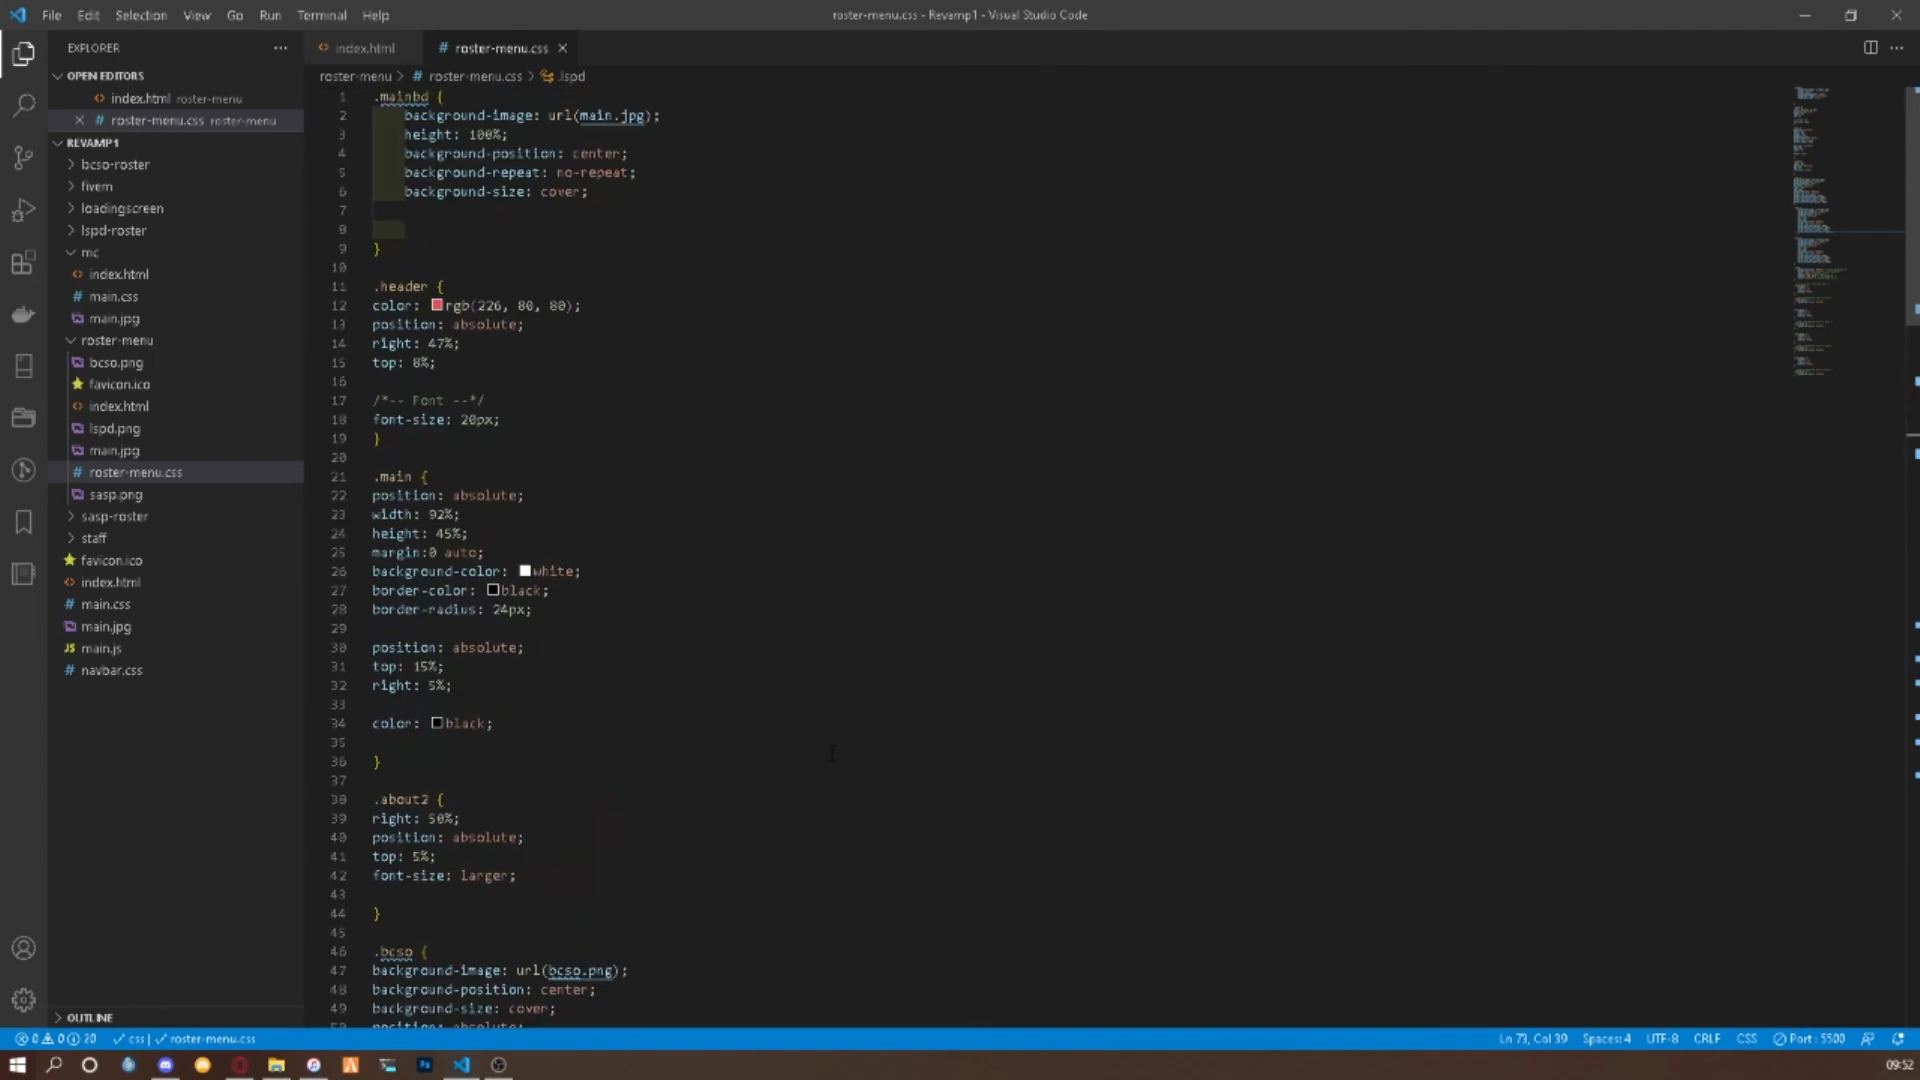 File Edit Selection View Go Run Terminal Help
roster-menu.css - Revamp1 - Visual Studio Code
EXPLORER
OPEN EDITORS
index.html roster-menu
roster-menu.css roster-menu
REVAMP1
bcso-roster
fivem
loadingscreen
lspd-roster
mc
index.html
main.css
main.jpg
roster-menu
bcso.png
favicon.ico
index.html
lspd.png
main.jpg
roster-menu.css
sasp.png
sasp-roster
staff
favicon.ico
index.html
main.css
main.jpg
JS main.js
navbar.css
OUTLINE
index.html
# roster-menu.css
roster-menu > # roster-menu.css > .lspd
1 .mainbd {
2 background-image: url(main.jpg);
3 height: 100%;
4 background-position: center;
5 background-repeat: no-repeat;
6 background-size: cover;
7
8
9 }
10
11 .header {
12 color: rgb(226, 80, 80);
13 position: absolute;
14 right: 47%;
15 top: 8%;
16
17 /*-- Font --*/
18 font-size: 20px;
19 }
20
21 .main {
22 position: absolute;
23 width: 92%;
24 height: 45%;
25 margin:0 auto;
26 background-color: white;
27 border-color: black;
28 border-radius: 24px;
29
30 position: absolute;
31 top: 15%;
32 right: 5%;
33
34 color: black;
35
36 }
37
38 .about2 {
39 right: 50%;
40 position: absolute;
41 top: 5%;
42 font-size: larger;
43
44 }
45
46 .bcso {
47 background-image: url(bcso.png);
48 background-position: center;
49 background-size: cover;
50 position: absolute;
0 0 20 css | roster-menu.css
Ln 73, Col 39 Spaces: 4 UTF-8 CRLF CSS Port : 5500
Ps
09:52